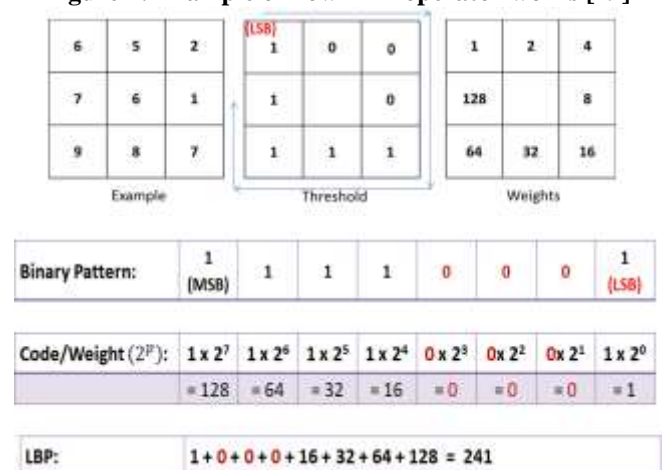 6 5 2
7 6 1
9 8 7
Example
(LSB)
1 0 0
1 0
1 1 1
Threshold
1 2 4
128 8
64 32 16
Weights
Binary Pattern: 1 (MSB) 1 1 1 0 0 0 1 (LSB)
Code/Weight (2ᵖ): 1 x 2⁷ 1 x 2⁶ 1 x 2⁵ 1 x 2⁴ 0 x 2³ 0x 2² 0x 2¹ 1 x 2⁰
= 128 = 64 = 32 = 16 = 0 = 0 = 0 = 1
LBP: 1 + 0 + 0 + 0 + 16 + 32 + 64 + 128 = 241